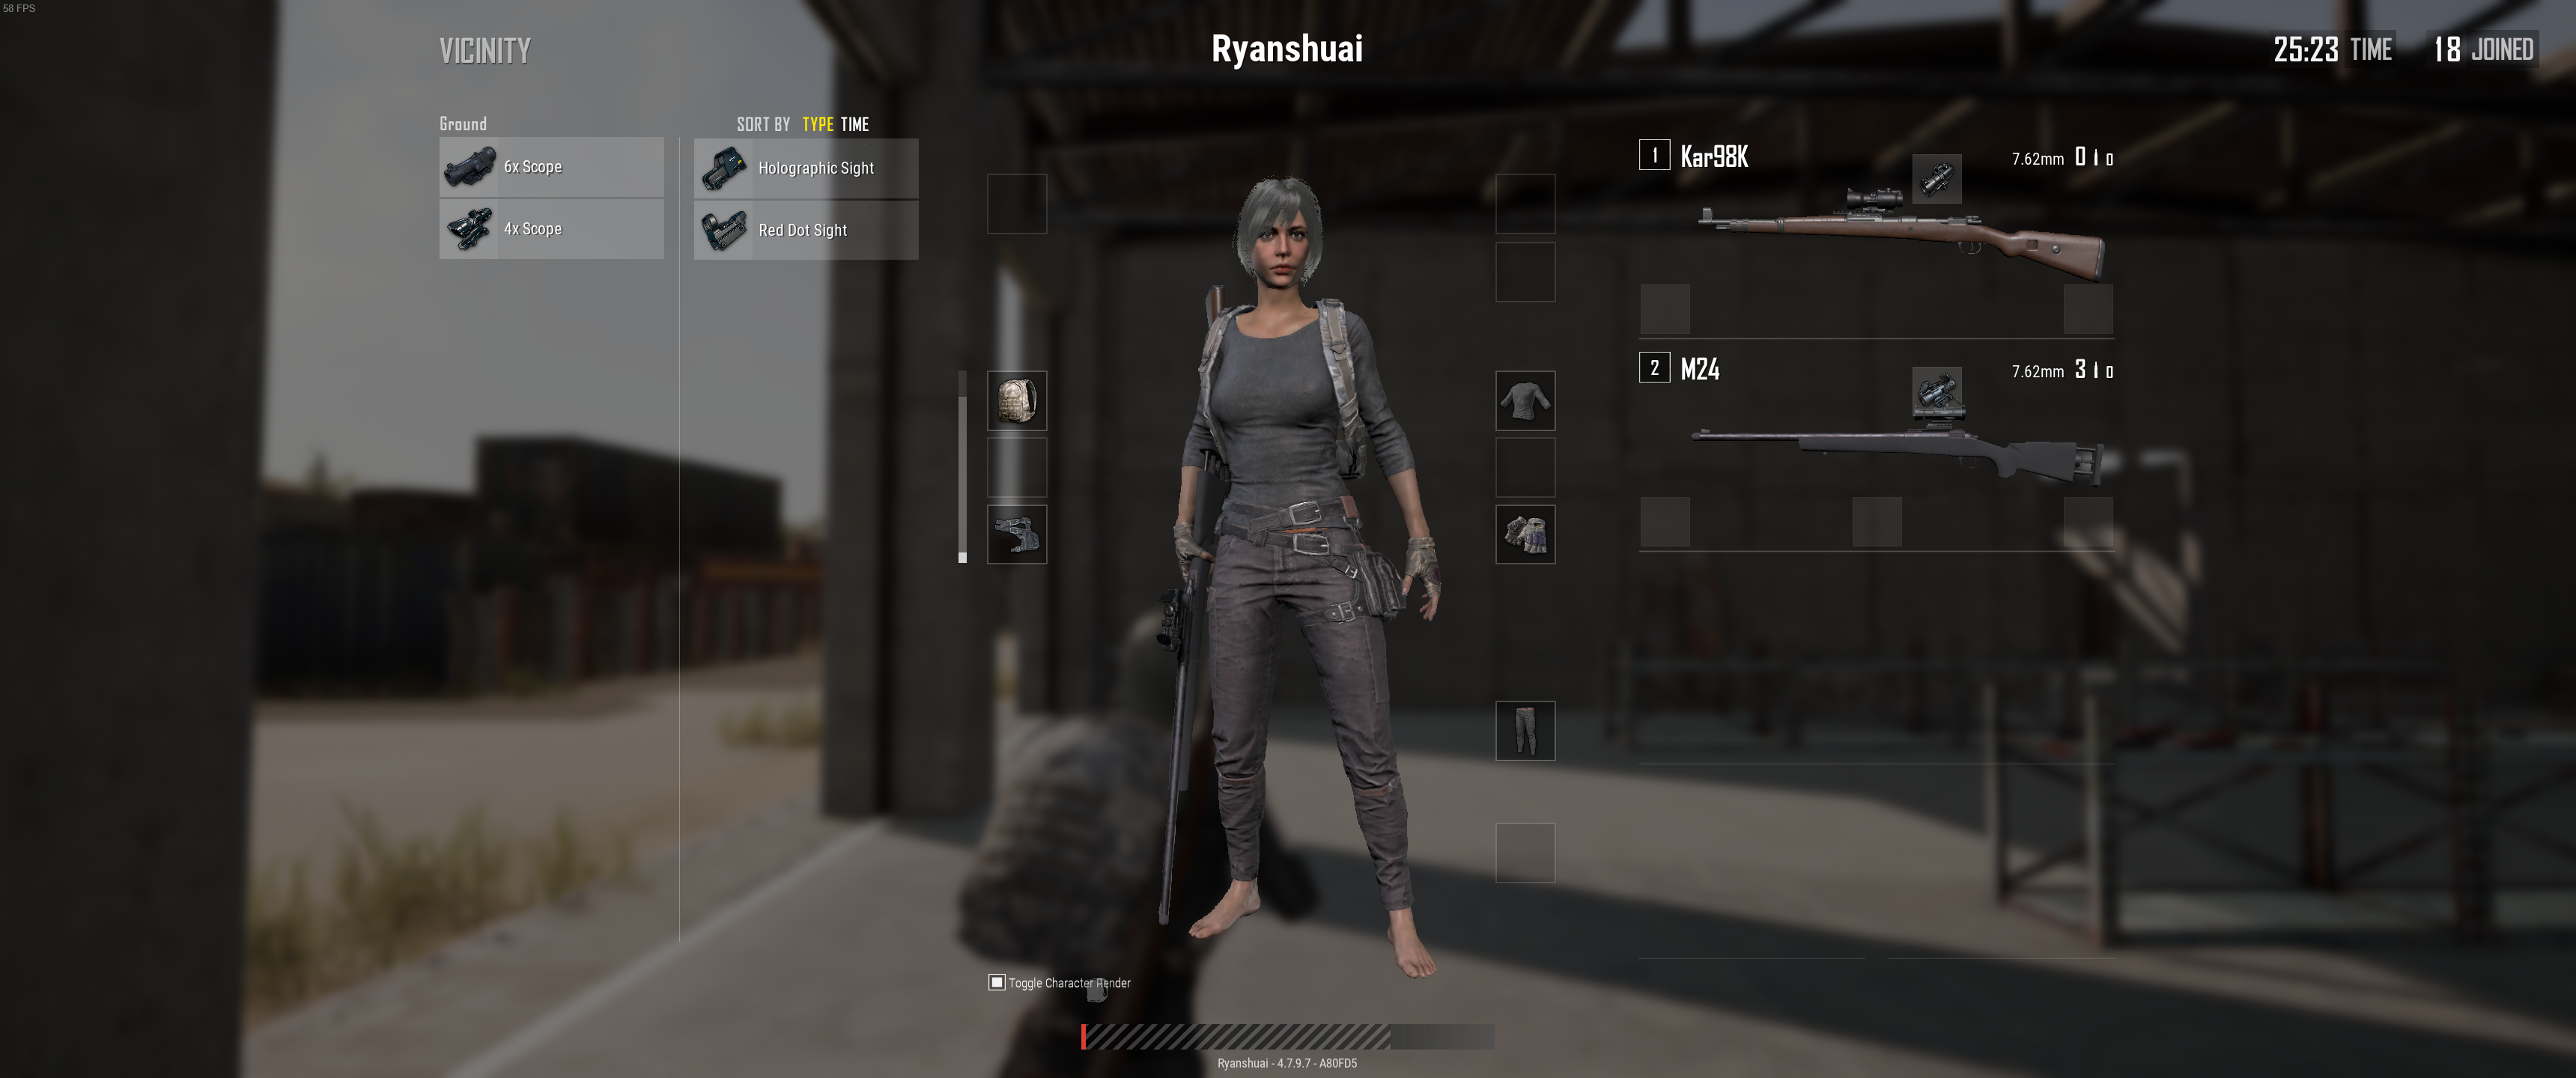 58 FPS
VICINITY
Ryanshuai
25:23 TIME 18 JOINED
Ground
SORT BY TYPE TIME
6x Scope
4x Scope
Holographic Sight
Red Dot Sight
1 Kar98K 7.62mm 0 0
2 M24 7.62mm 3 0
Toggle Character Render
Ryanshuai - 4.7.9.7 - A80FD5